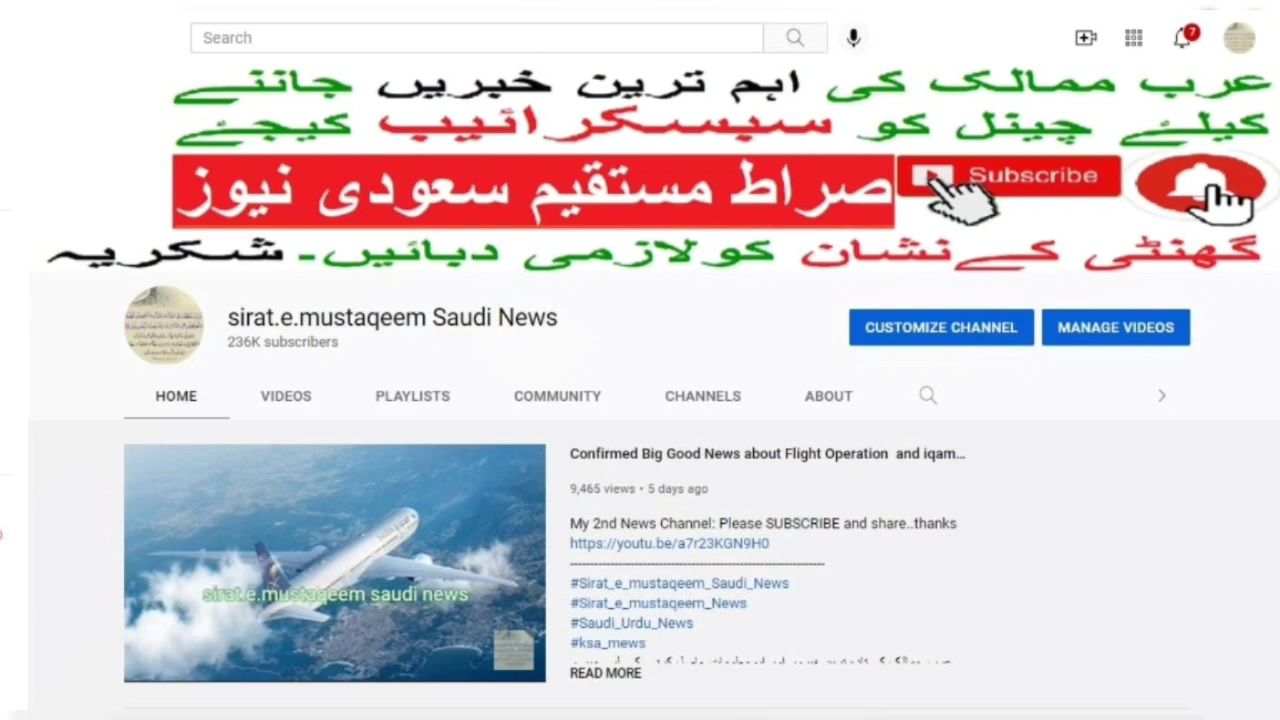 Search
7
عرب ممالک کی اہم ترین خبریں جاننے
کیلئے چینل کو سبسکرائیب کیجئے
صراط مستقیم سعودی نیوز
Subscribe
گھنٹی کے نشان کو لازمی دبائیں۔ شکریہ
sirat.e.mustaqeem Saudi News
236K subscribers
CUSTOMIZE CHANNEL
MANAGE VIDEOS
HOME VIDEOS PLAYLISTS COMMUNITY CHANNELS ABOUT
sirat.e.mustaqeem saudi news
Confirmed Big Good News about Flight Operation and iqam...
9,465 views • 5 days ago
My 2nd News Channel: Please SUBSCRIBE and share..thanks
https://youtu.be/a7r23KGN9H0
---------------------------------------------------------------
#Sirat_e_mustaqeem_Saudi_News
#Sirat_e_mustaqeem_News
#Saudi_Urdu_News
#ksa_mews
READ MORE